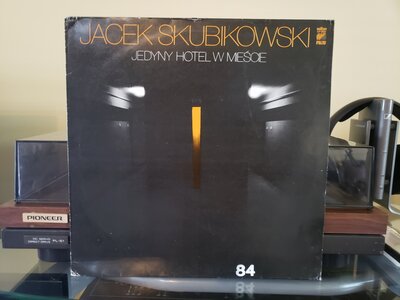 JACEK SKUBIKOWSKI
JEDYNY HOTEL W MIEŚCIE
84
PIONEER